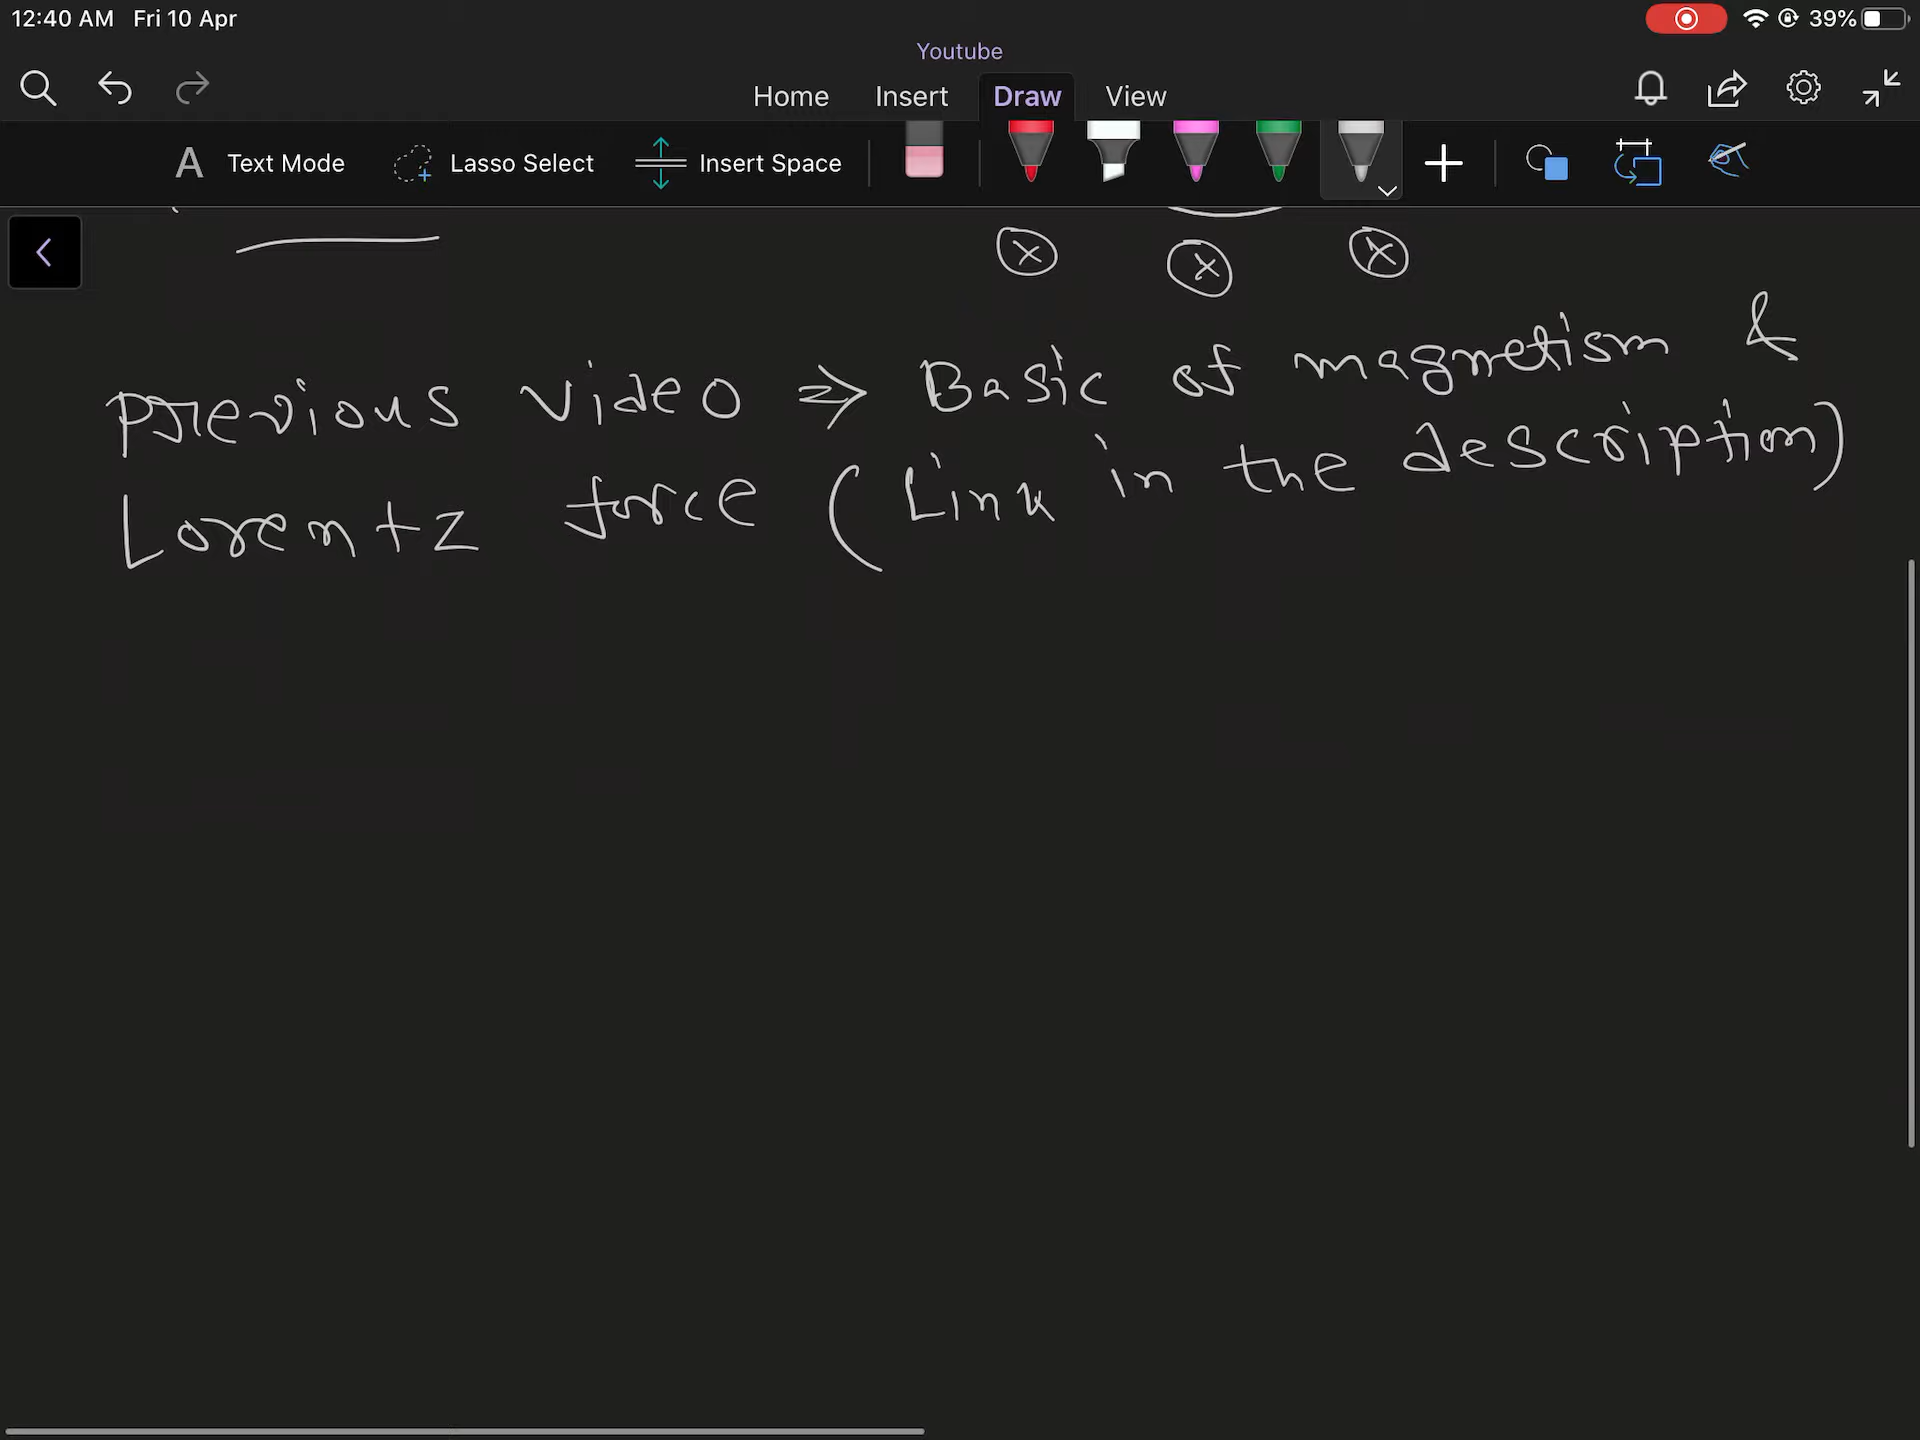 12:40 AM Fri 10 Apr
39%
Youtube
Home Insert Draw View
A Text Mode Lasso Select Insert Space
previous video ⇒ Basic of magnetism &
Lorentz force (Link in the description)